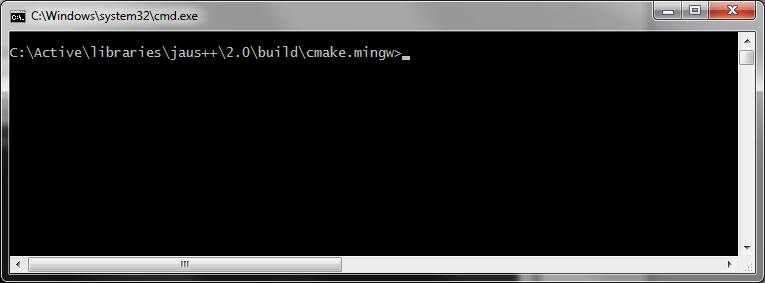 C:\Windows\system32\cmd.exe
C:\Active\libraries\jaus++\2.0\build\cmake.mingw>